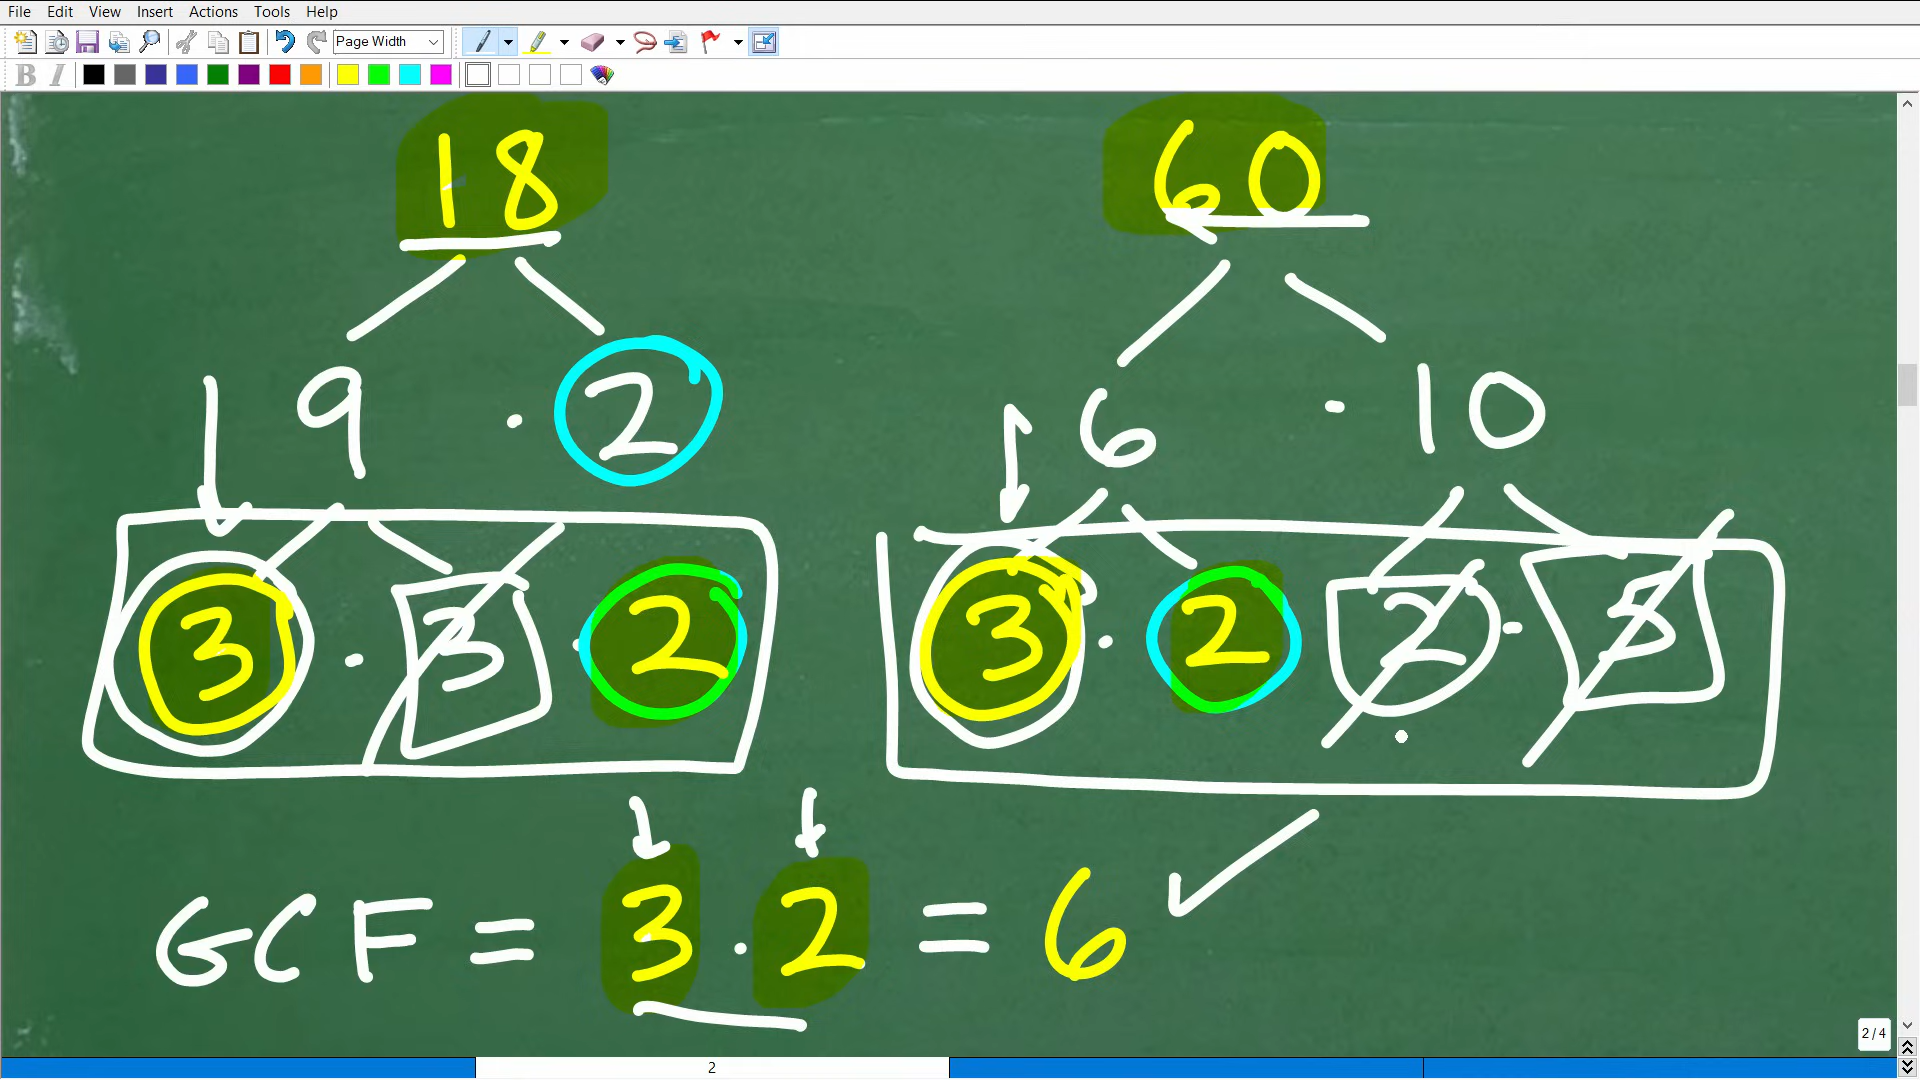 File Edit View Insert Actions Tools Help
Page Width
B I
18 60
9 · 2 6 · 10
3 · 3 · 2 3 · 2 · 2 · 5
GCF = 3 · 2 = 6
2 / 4
2